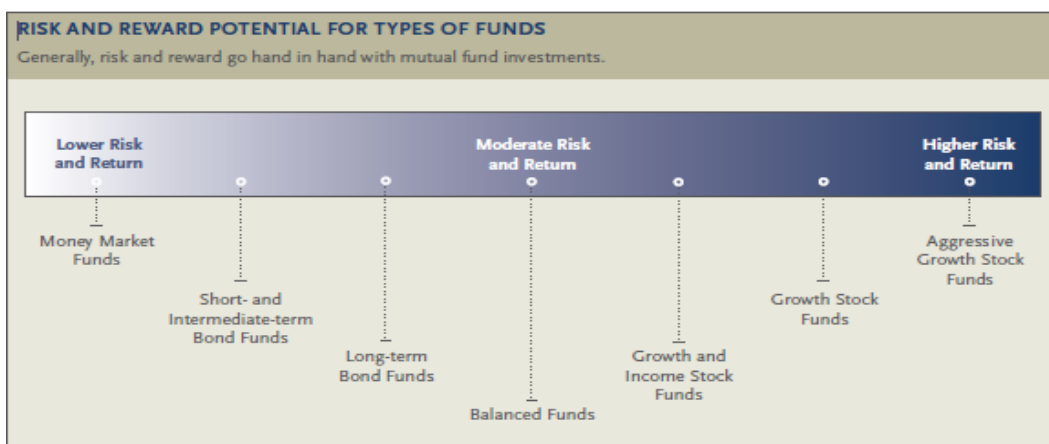 RISK AND REWARD POTENTIAL FOR TYPES OF FUNDS
Generally, risk and reward go hand in hand with mutual fund investments.
Lower Risk
and Return
Moderate Risk
and Return
Higher Risk
and Return
Money Market
Funds
Short- and
Intermediate-term
Bond Funds
Long-term
Bond Funds
Balanced Funds
Growth and
Income Stock
Funds
Growth Stock
Funds
Aggressive
Growth Stock
Funds